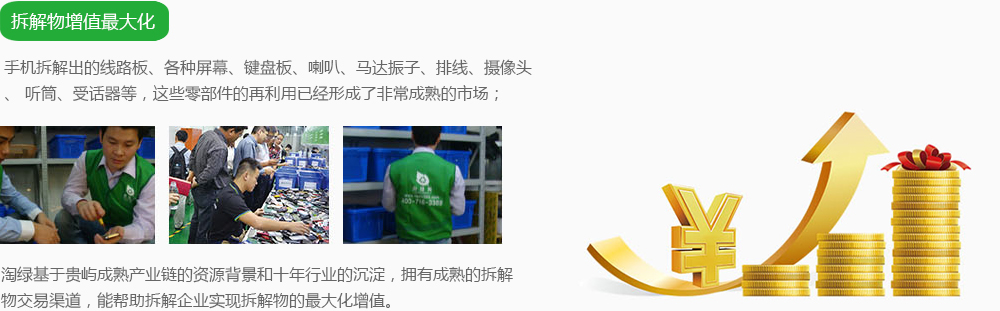 拆解物增值最大化
手机拆解出的线路板、各种屏幕、键盘板、喇叭、马达振子、排线、摄像头
、 听筒、受话器等，这些零部件的再利用已经形成了非常成熟的市场；
淘绿基于贵屿成熟产业链的资源背景和十年行业的沉淀，拥有成熟的拆解
物交易渠道，能帮助拆解企业实现拆解物的最大化增值。
¥